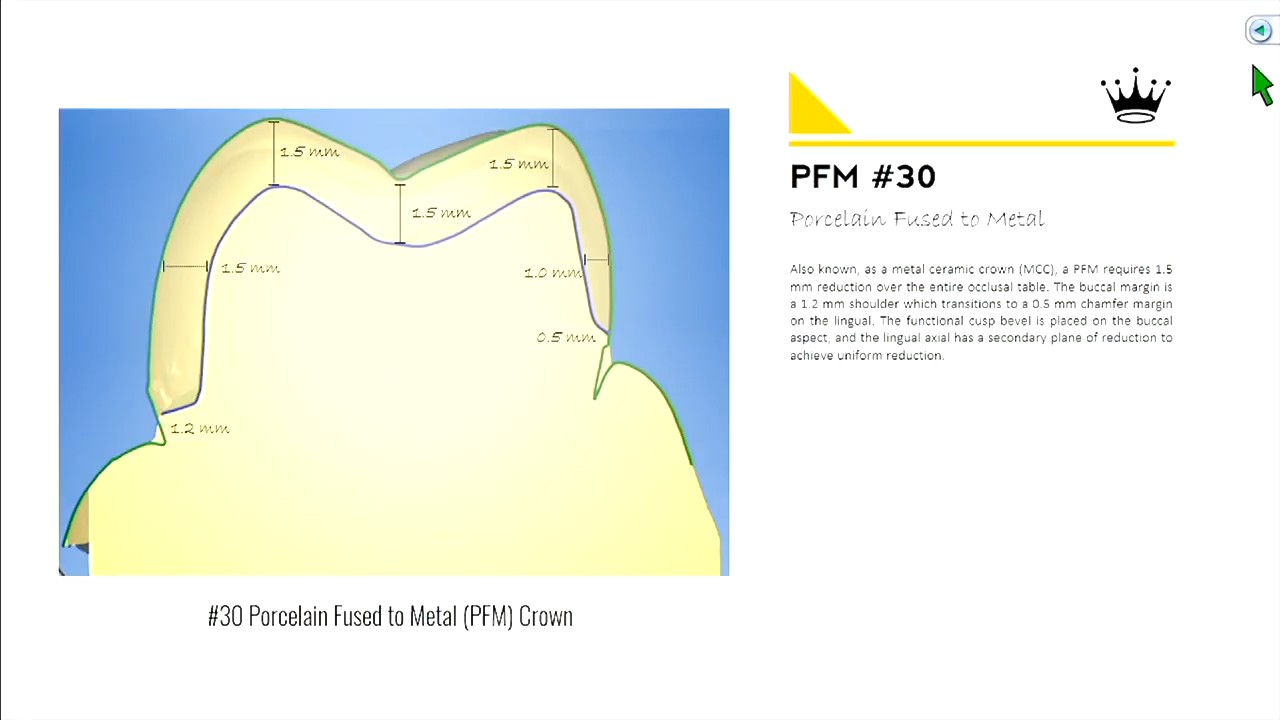 1.5 mm
1.5 mm
1.5 mm
1.5 mm
1.0 mm
0.5 mm
1.2 mm
#30 Porcelain Fused to Metal (PFM) Crown
PFM #30
Porcelain Fused to Metal
Also known, as a metal ceramic crown (MCC), a PFM requires 1.5
mm reduction over the entire occlusal table. The buccal margin is
a 1.2 mm shoulder which transitions to a 0.5 mm chamfer margin
on the lingual. The functional cusp bevel is placed on the buccal
aspect, and the lingual axial has a secondary plane of reduction to
achieve uniform reduction.